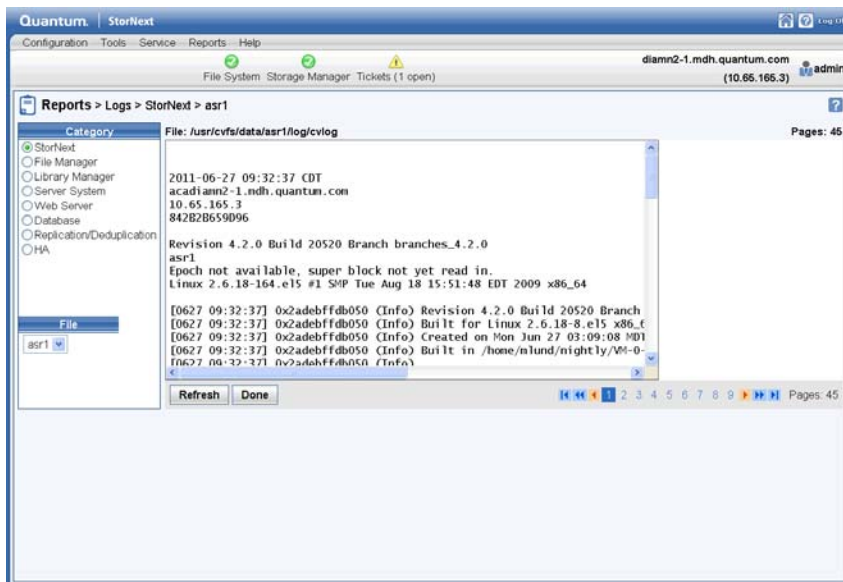 Quantum. StorNext
Configuration Tools Service Reports Help
File System Storage Manager Tickets (1 open)
diamn2-1.mdh.quantum.com
(10.65.165.3)
admin
Reports > Logs > StorNext > asr1
Category
StorNext
File Manager
Library Manager
Server System
Web Server
Database
Replication/Deduplication
HA
File
asr1
File: /usr/cvfs/data/asr1/log/cvlog
Pages: 45
2011-06-27 09:32:37 CDT
acadiamn2-1.mdh.quantum.com
10.65.165.3
842B2B659D96
Revision 4.2.0 Build 20520 Branch branches_4.2.0
asr1
Epoch not available, super block not yet read in.
Linux 2.6.18-164.el5 #1 SMP Tue Aug 18 15:51:48 EDT 2009 x86_64
[0627 09:32:37] 0x2adebffdb050 (Info) Revision 4.2.0 Build 20520 Branch
[0627 09:32:37] 0x2adebffdb050 (Info) Built for Linux 2.6.18-8.el5 x86_6
[0627 09:32:37] 0x2adebffdb050 (Info) Created on Mon Jun 27 03:09:08 MDT
[0627 09:32:37] 0x2adebffdb050 (Info) Built in /home/mlund/nightly/VM-0-
[0627 09:32:37] 0x2adebffdb050 (Info)
Refresh Done
1 2 3 4 5 6 7 8 9 Pages: 45